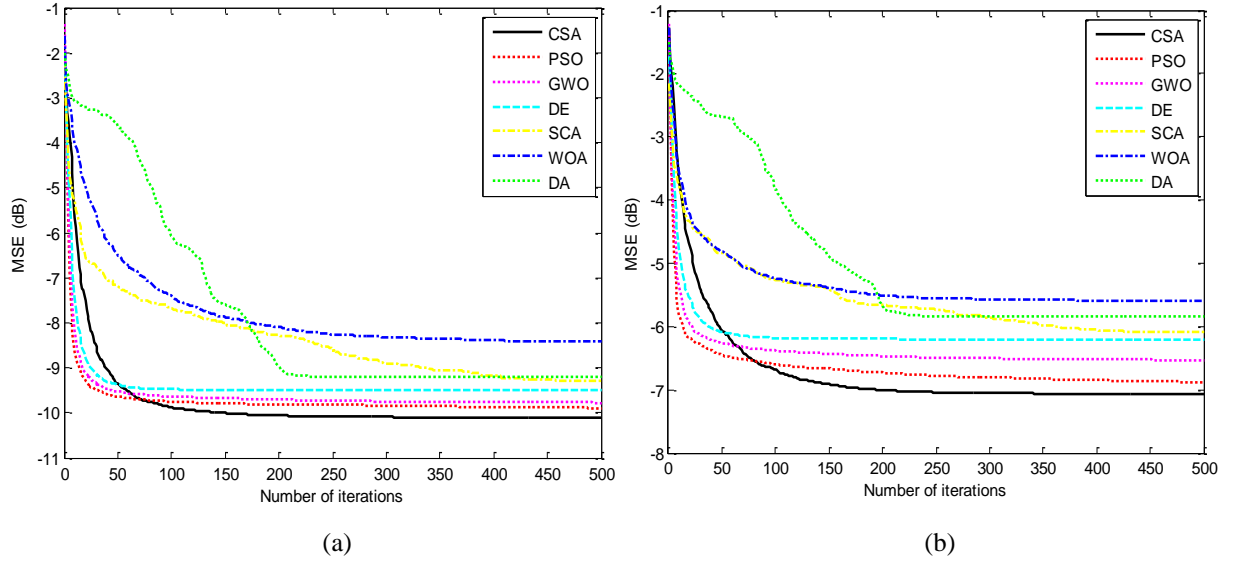 -1
-2
-3
-4
-5
-6
-7
-8
-9
-10
-11
MSE (dB)
0 50 100 150 200 250 300 350 400 450 500
Number of iterations
CSA
PSO
GWO
DE
SCA
WOA
DA
(a)
-1
-2
-3
-4
-5
-6
-7
-8
MSE (dB)
0 50 100 150 200 250 300 350 400 450 500
Number of iterations
CSA
PSO
GWO
DE
SCA
WOA
DA
(b)